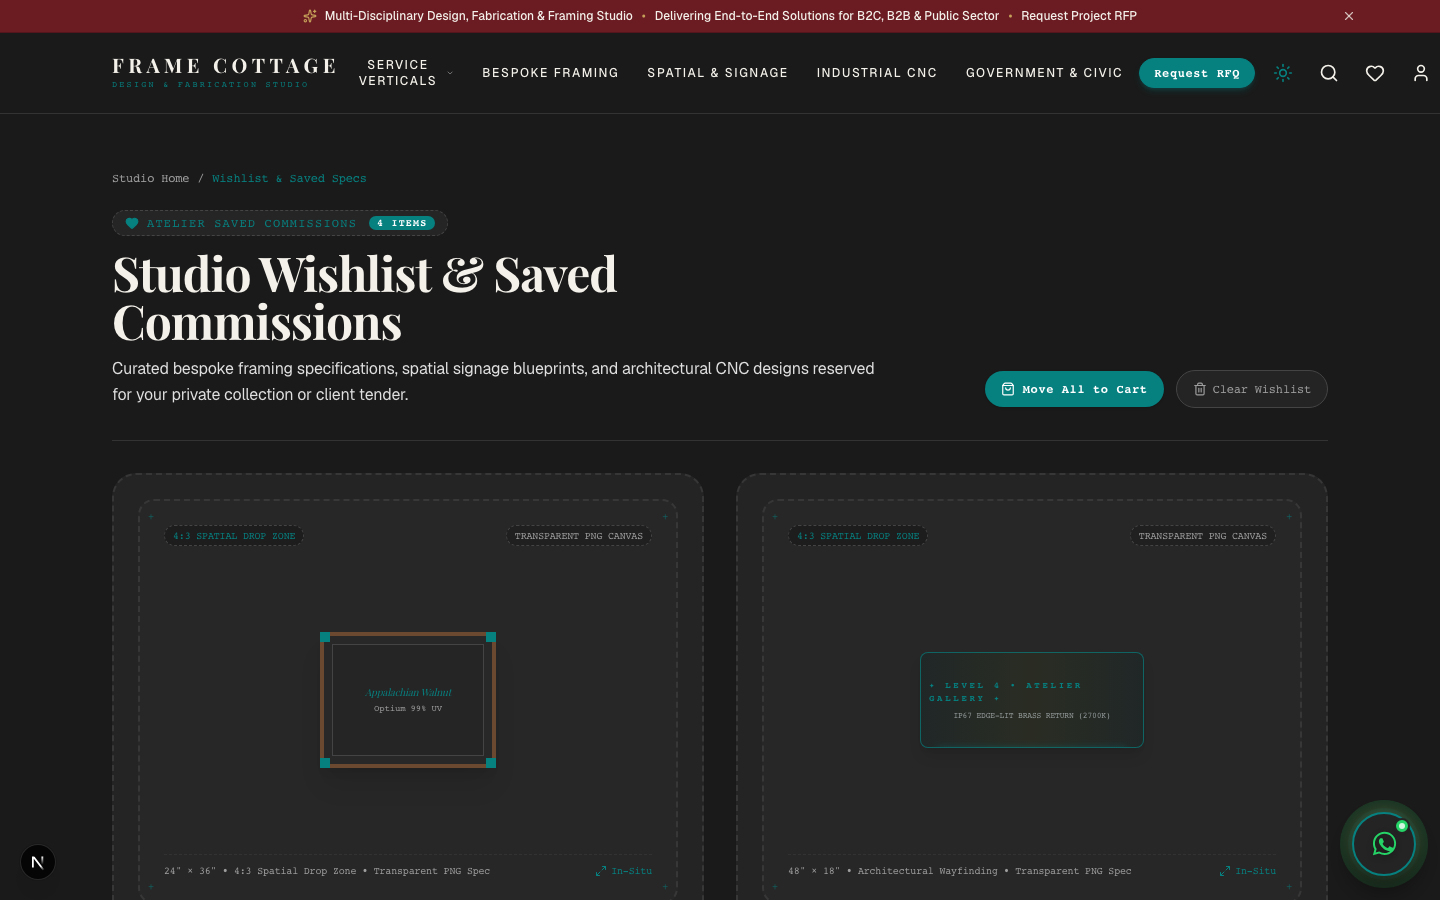 Multi-Disciplinary Design, Fabrication & Framing Studio • Delivering End-to-End Solutions for B2C, B2B & Public Sector • Request Project RFP
FRAME COTTAGE
DESIGN & FABRICATION STUDIO
SERVICE
VERTICALS
BESPOKE FRAMING
SPATIAL & SIGNAGE
INDUSTRIAL CNC
GOVERNMENT & CIVIC
Request RFQ
Studio Home / Wishlist & Saved Specs
ATELIER SAVED COMMISSIONS 4 ITEMS
Studio Wishlist & Saved
Commissions
Curated bespoke framing specifications, spatial signage blueprints, and architectural CNC designs reserved
for your private collection or client tender.
Move All to Cart
Clear Wishlist
4:3 SPATIAL DROP ZONE
TRANSPARENT PNG CANVAS
Appalachian Walnut
Optium 99% UV
24" × 36" • 4:3 Spatial Drop Zone • Transparent PNG Spec
In-Situ
4:3 SPATIAL DROP ZONE
TRANSPARENT PNG CANVAS
✦ LEVEL 4 • ATELIER
GALLERY ✦
IP67 EDGE-LIT BRASS RETURN (2700K)
48" × 18" • Architectural Wayfinding • Transparent PNG Spec
In-Situ
N